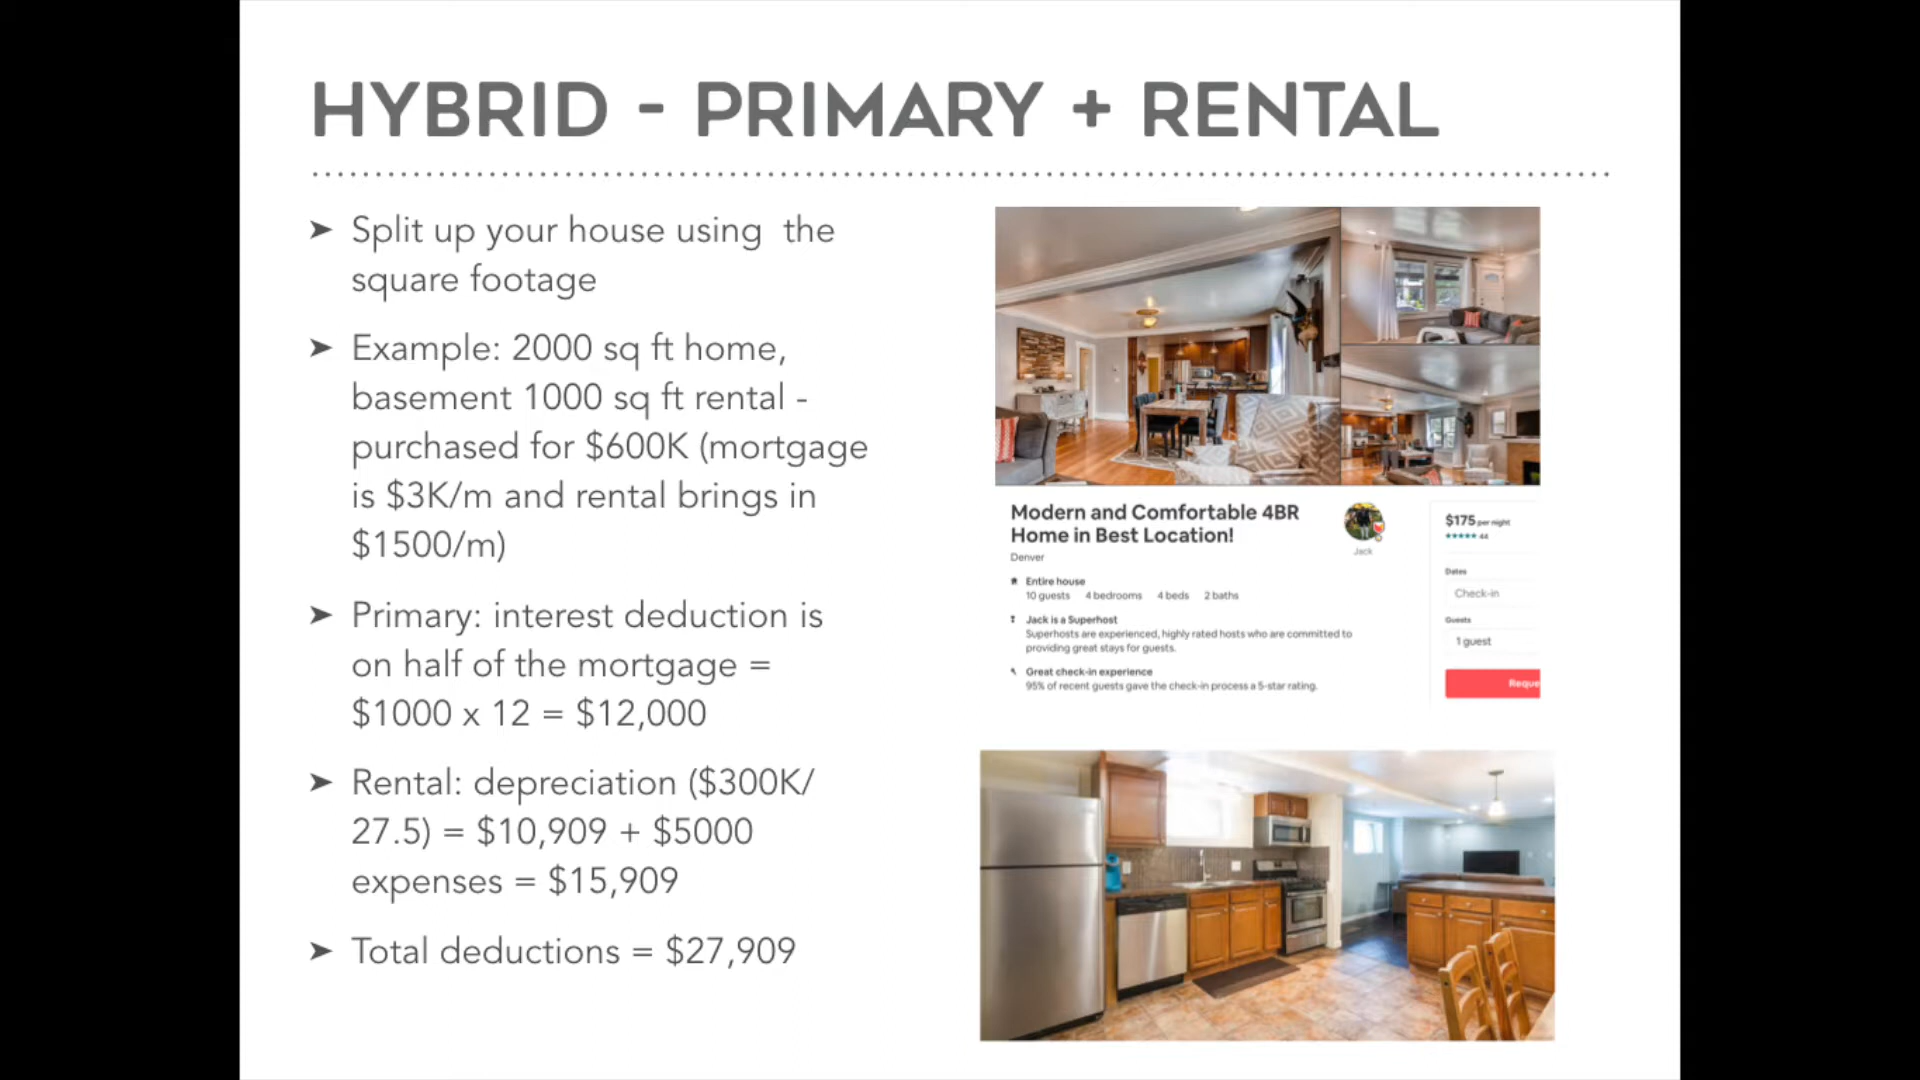 HYBRID - PRIMARY + RENTAL
➤ Split up your house using the
square footage
➤ Example: 2000 sq ft home,
basement 1000 sq ft rental -
purchased for $600K (mortgage
is $3K/m and rental brings in
$1500/m)
➤ Primary: interest deduction is
on half of the mortgage =
$1000 x 12 = $12,000
➤ Rental: depreciation ($300K/
27.5) = $10,909 + $5000
expenses = $15,909
➤ Total deductions = $27,909
Modern and Comfortable 4BR
Home in Best Location!
Denver
Jack
Entire house
10 guests 4 bedrooms 4 beds 2 baths
Jack is a Superhost
Superhosts are experienced, highly rated hosts who are committed to
providing great stays for guests.
Great check-in experience
95% of recent guests gave the check-in process a 5-star rating.
$175 per night
★★★★★ 44
Dates
Check-in
Guests
1 guest
Reque